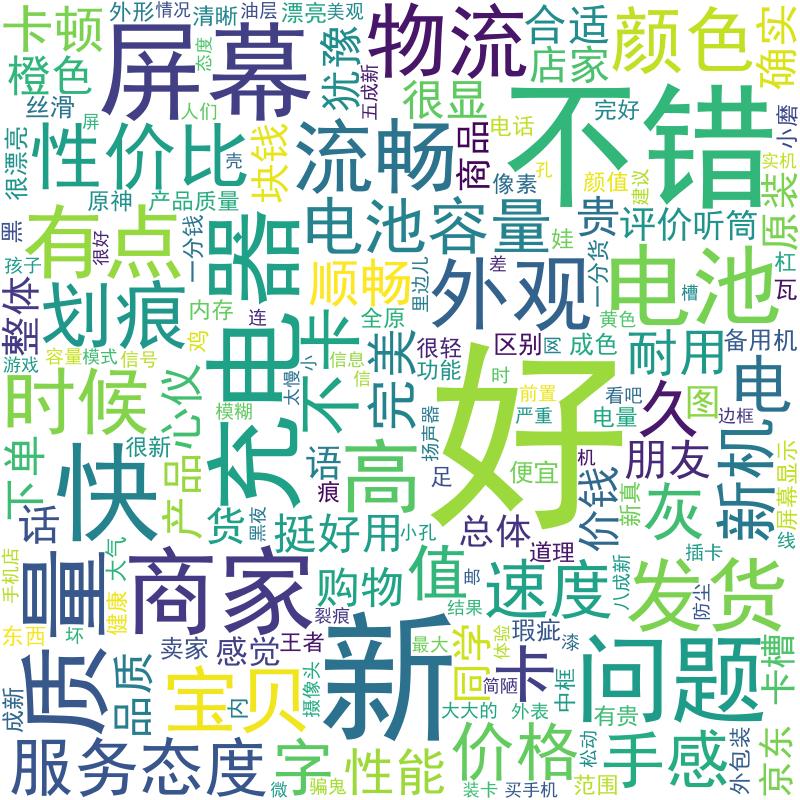 外形
情况
清晰
油层
漂亮
美观
卡顿
屏幕
态度
犹豫
物流
合适
颜色
确实
橙色
五成新
店家
丝滑
屏
人们
很显
电话
不错
完好
小磨
很漂亮
性价比
壳
块钱
流畅
商品
像素
孔
颜值
建议
实机
原装
原神
产品质量
黑
有点
很好
一分钱
器
电池容量
娃
贵
一分货
评价
听筒
孩子
整体
划痕
内存
连
顺畅
里边儿
外观
差
电池
槽
杠
瓦
黄色
游戏
容量
模式
信号
鸡
充电
太慢
小
不卡
全原
信息
信
完美
很轻
功能
区别
网
成色
耐用
备用机
时候
心仪
模糊
扬声器
好
时
前置
严重
看吧
电量
久
图
边框
电
下单
快
很新
产品
语
痕
高
足
便宜
机
价钱
新真
朋友
新机
屏幕显示
话
货
黑夜
挺好用
小孔
总体
道理
灰
插卡
线
手机店
量
大气
商家
裂痕
购物
值
邮
结果
速度
八成新
发货
防尘
东西
坏
健康
卖家
感觉
王者
新
最大
同学
体验
瑕疵
卡
简陋
中框
问题
卡槽
质
成新
品质
宝贝
内
摄像头
大大的
外表
有贵
服务态度
字
微
骗鬼
性能
价格
装卡
买手机
松动
范围
手感
外包装
京东